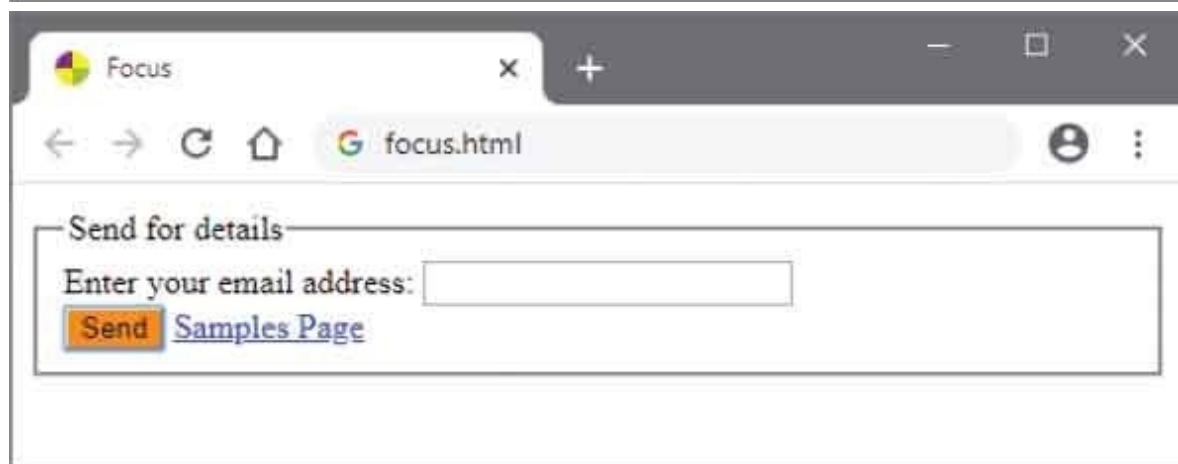 Focus
focus.html
Send for details
Enter your email address:
Send Samples Page